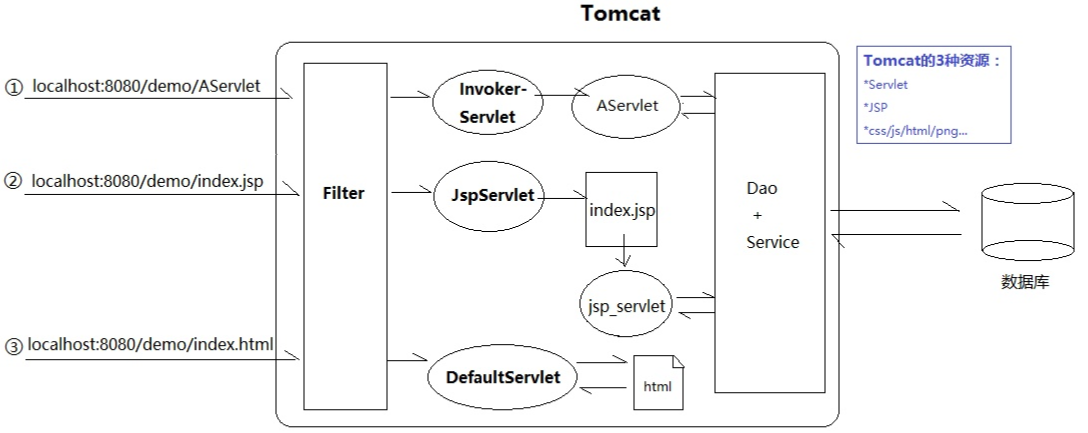 Tomcat
① localhost:8080/demo/AServlet
② localhost:8080/demo/index.jsp
③ localhost:8080/demo/index.html
Filter
Invoker-
Servlet
AServlet
JspServlet
index.jsp
jsp_servlet
DefaultServlet
html
Dao
+
Service
Tomcat的3种资源：
*Servlet
*JSP
*css/js/html/png...
数据库